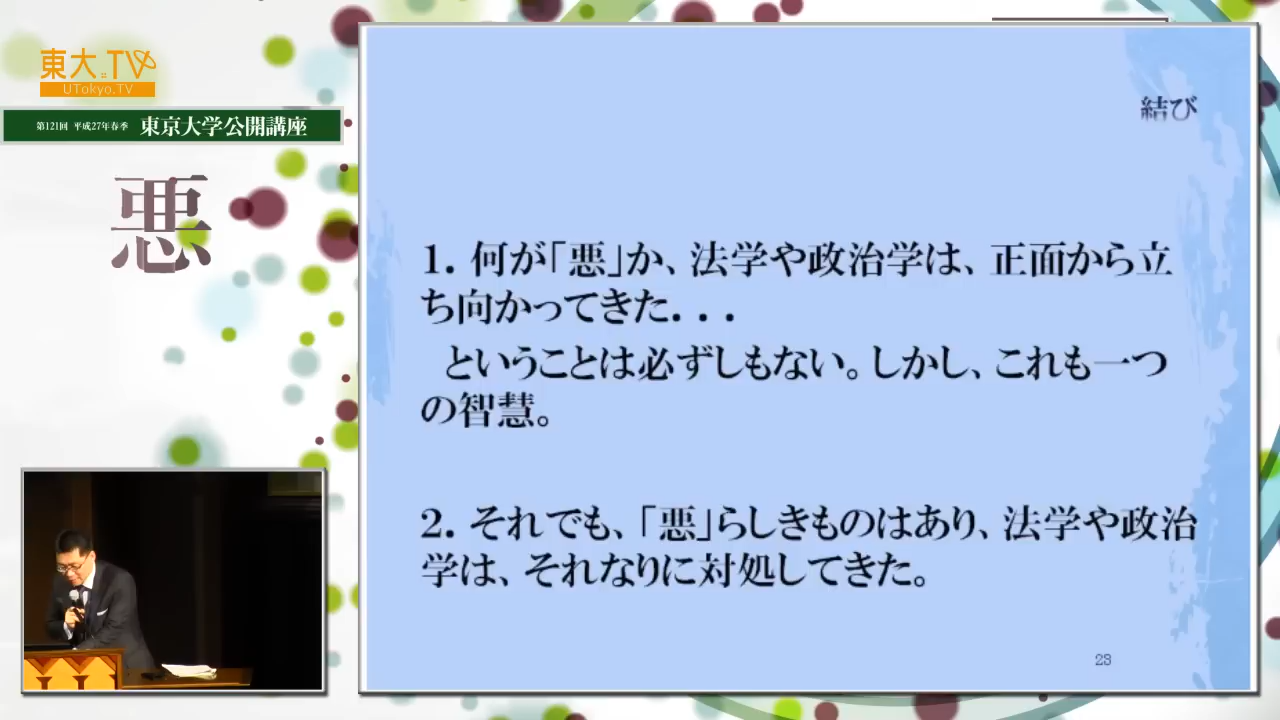 東大.TV
UTokyo.TV
第121回 平成27年春季 東京大学公開講座
悪
結び
1. 何が「悪」か、法学や政治学は、正面から立
ち向かってきた. . .
ということは必ずしもない。しかし、これも一つ
の智慧。
2. それでも、「悪」らしきものはあり、法学や政治
学は、それなりに対処してきた。
23